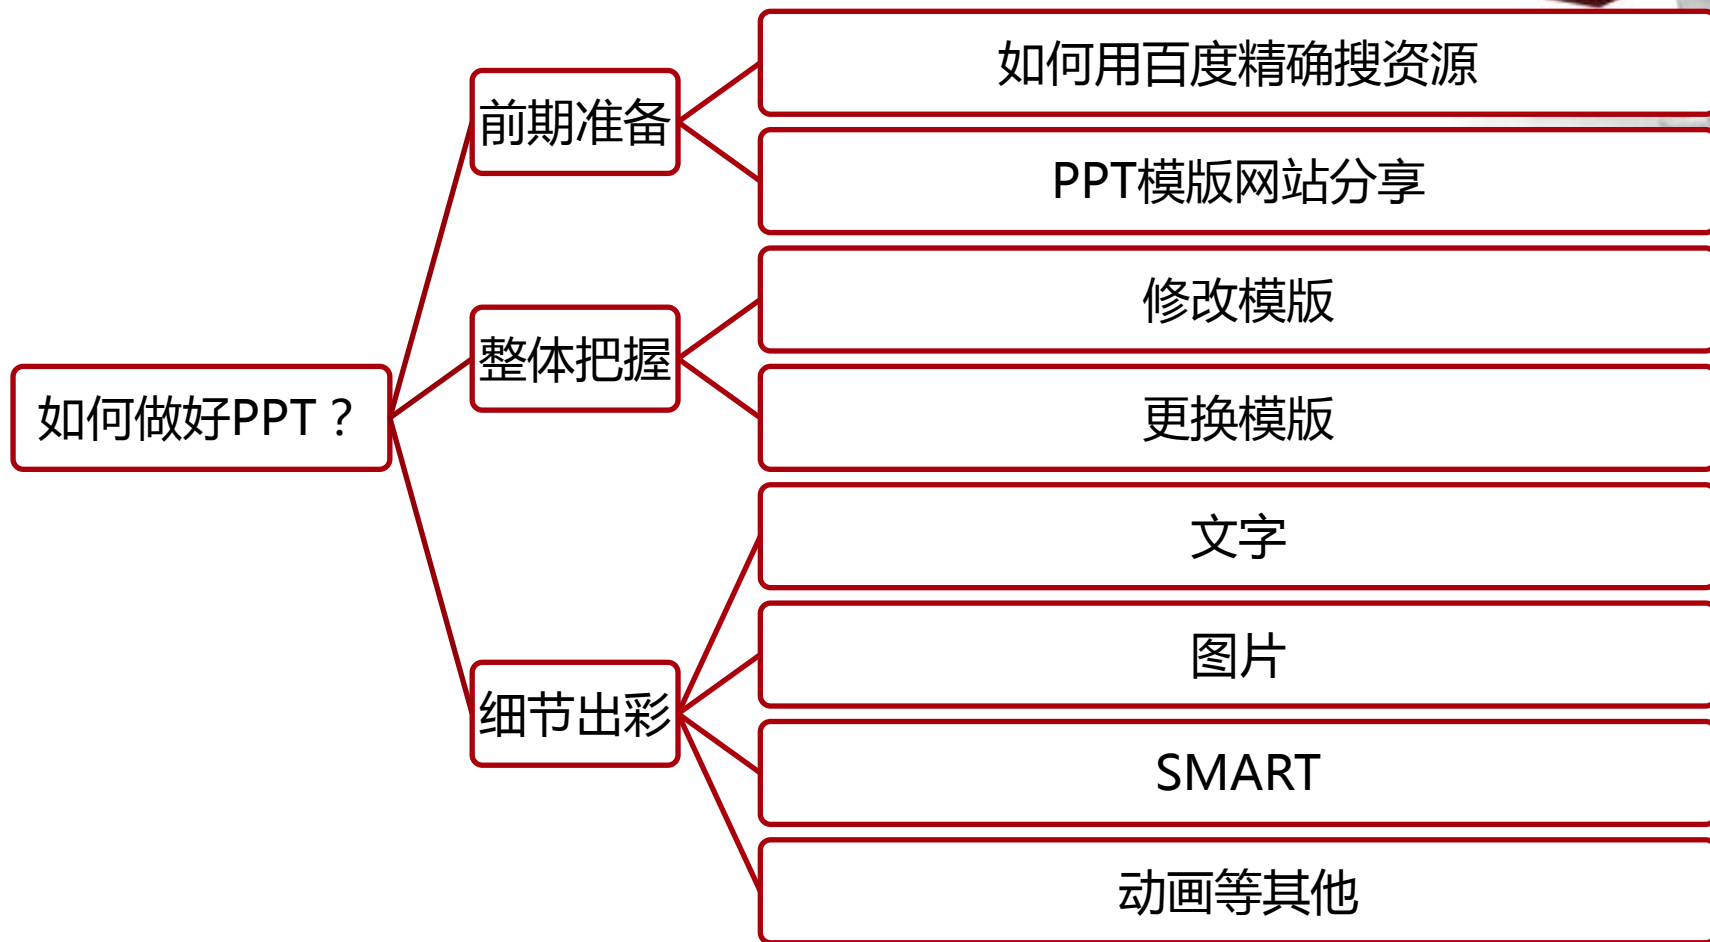 如何做好PPT？
前期准备
如何用百度精确搜资源
PPT模版网站分享
整体把握
修改模版
更换模版
细节出彩
文字
图片
SMART
动画等其他